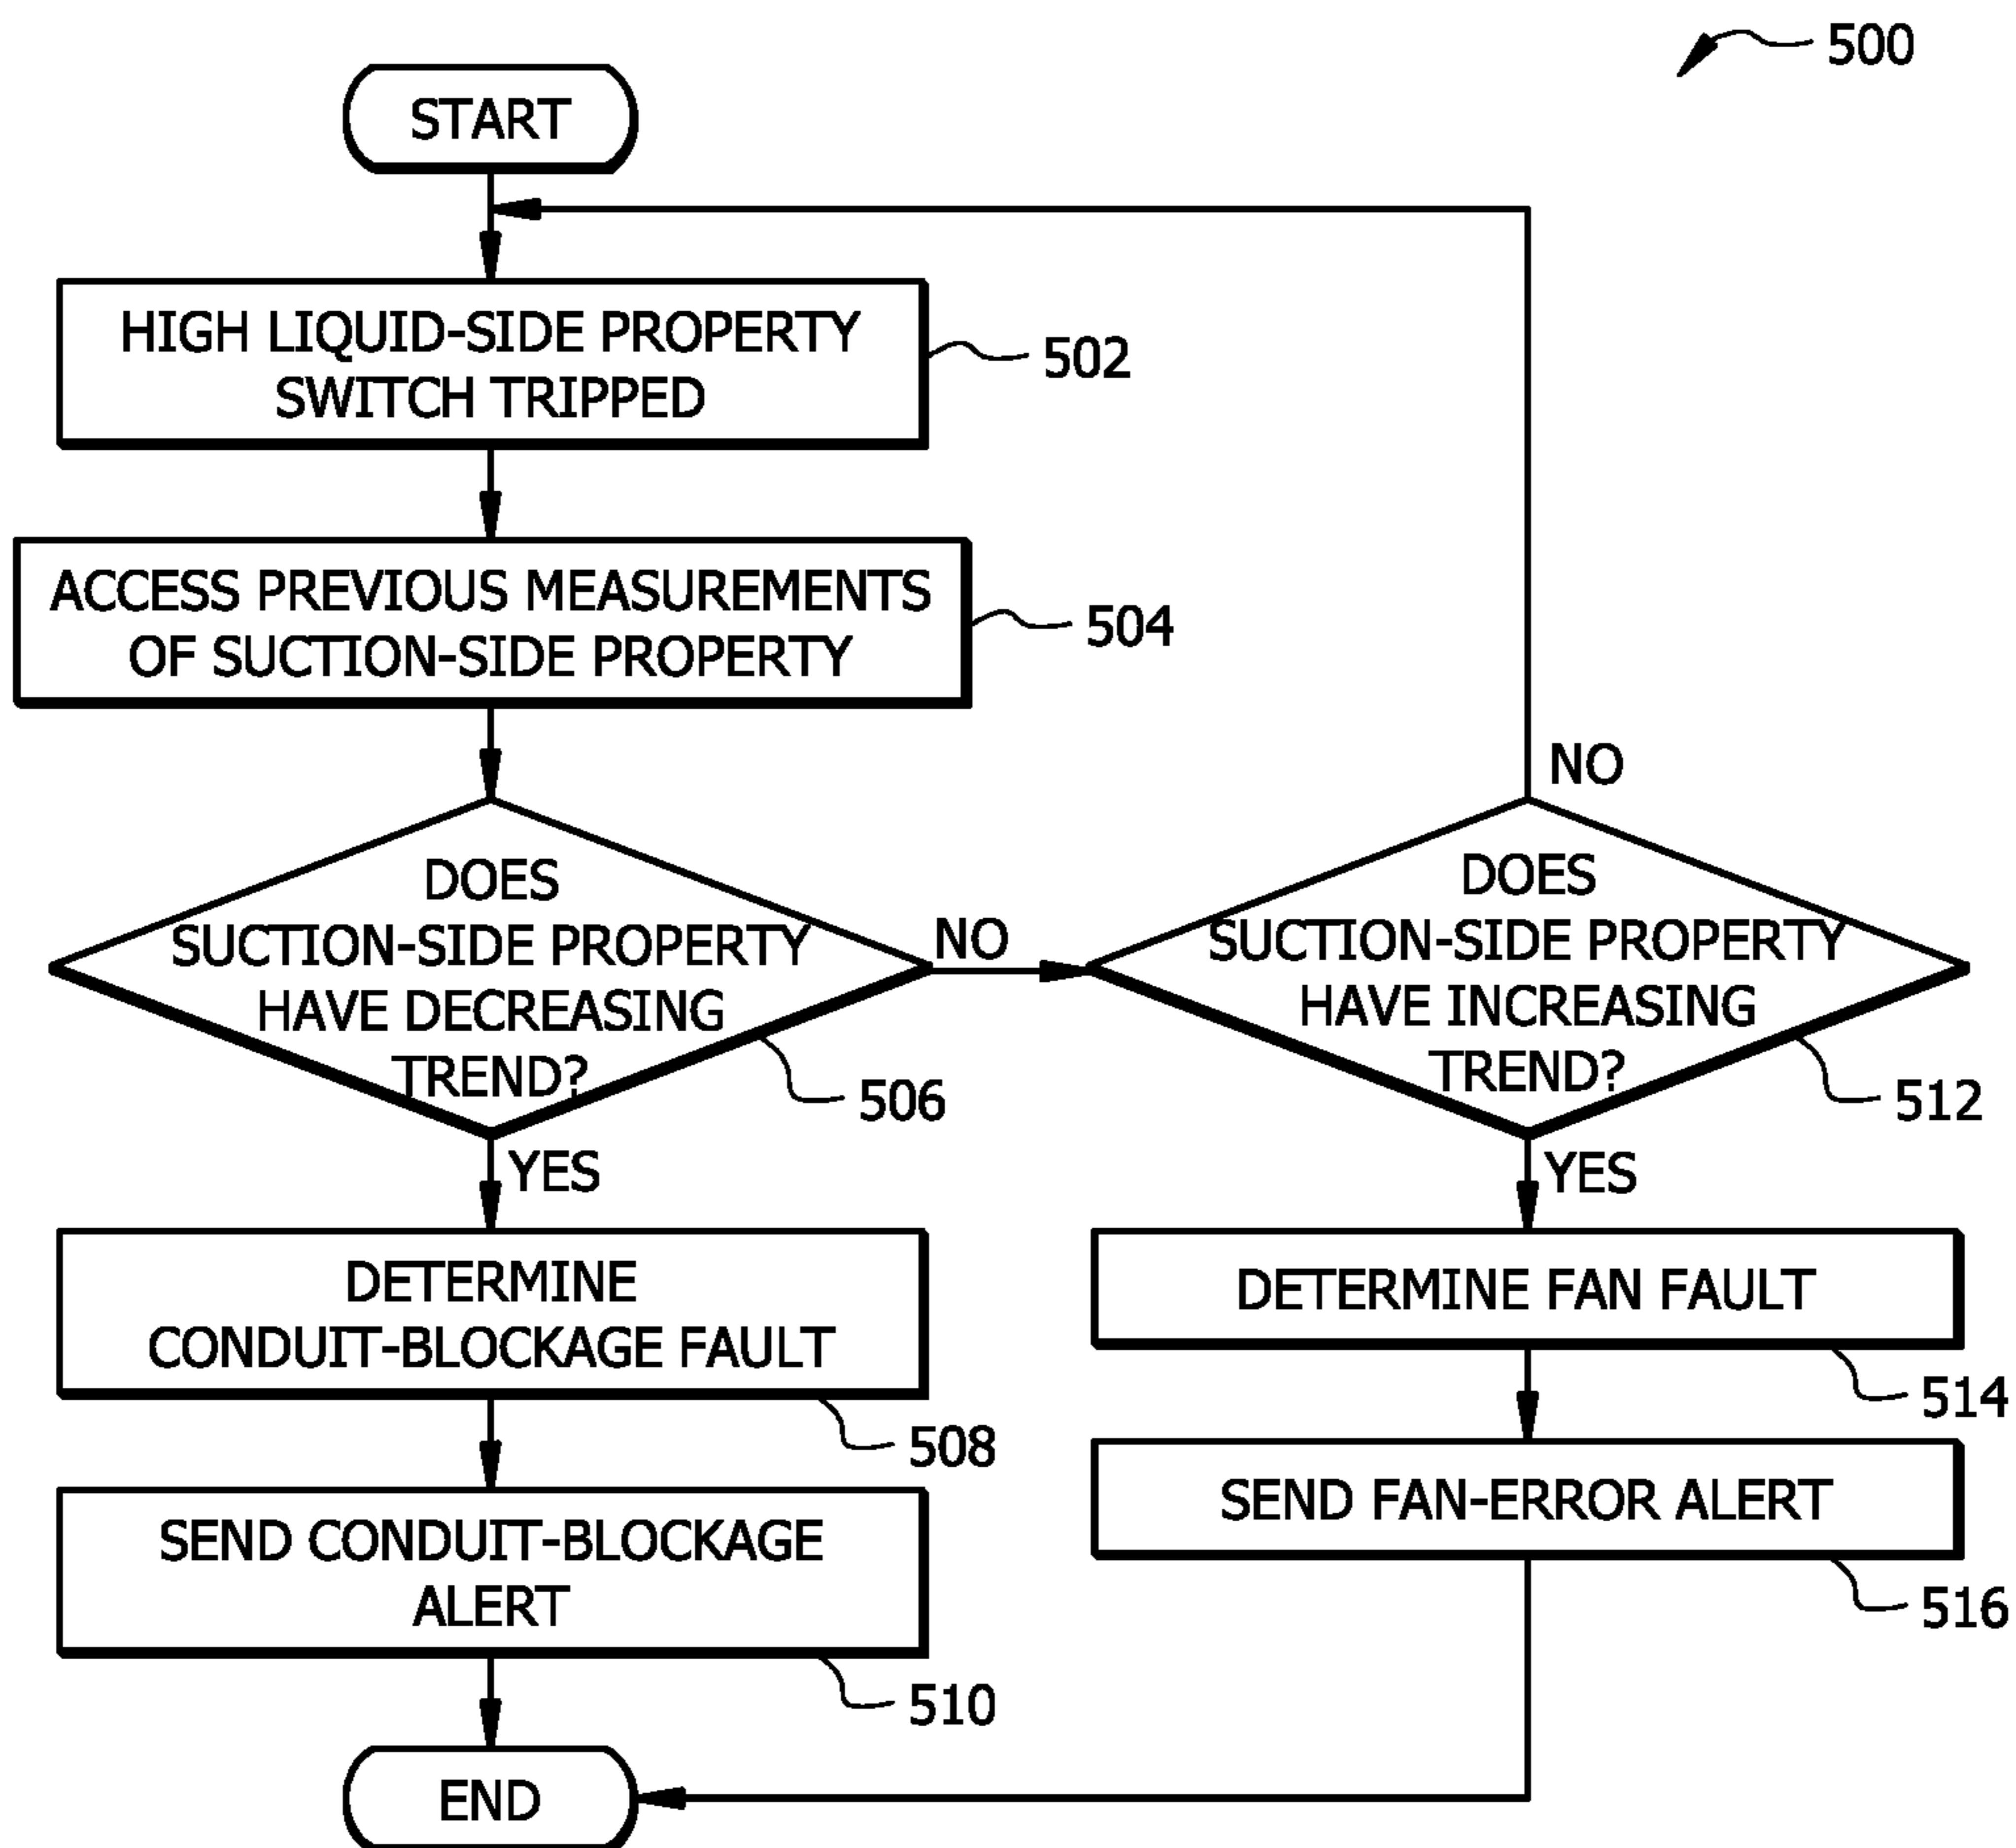 500
START
HIGH LIQUID-SIDE PROPERTY
SWITCH TRIPPED
502
ACCESS PREVIOUS MEASUREMENTS
OF SUCTION-SIDE PROPERTY
504
DOES
SUCTION-SIDE PROPERTY
HAVE DECREASING
TREND?
506
NO
YES
DETERMINE
CONDUIT-BLOCKAGE FAULT
508
SEND CONDUIT-BLOCKAGE
ALERT
510
END
NO
DOES
SUCTION-SIDE PROPERTY
HAVE INCREASING
TREND?
512
YES
DETERMINE FAN FAULT
514
SEND FAN-ERROR ALERT
516